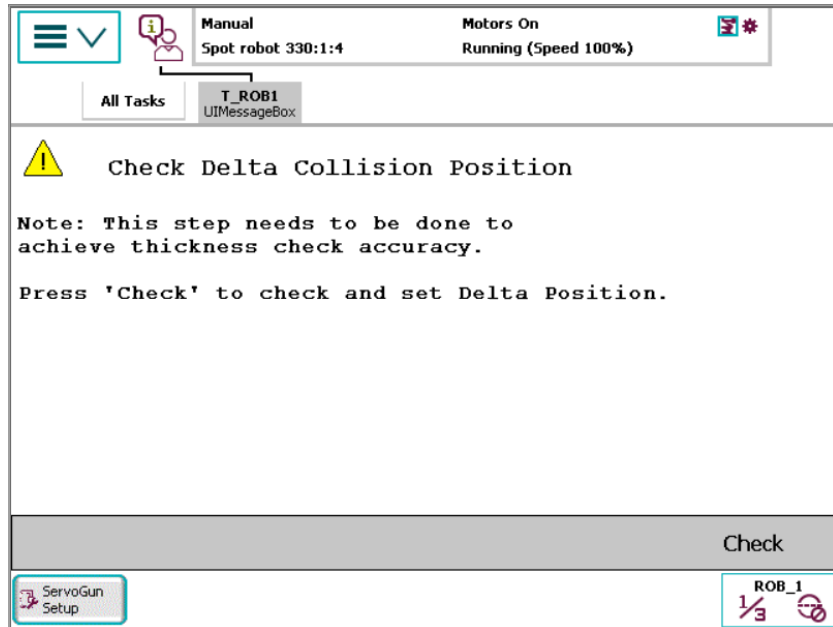 Manual
Motors On
Spot robot 330:1:4
Running (Speed 100%)
All Tasks
T_ROB1
UIMessageBox
Check Delta Collision Position
Note: This step needs to be done to
achieve thickness check accuracy.
Press 'Check' to check and set Delta Position.
Check
ServoGun
Setup
ROB_1
1/3